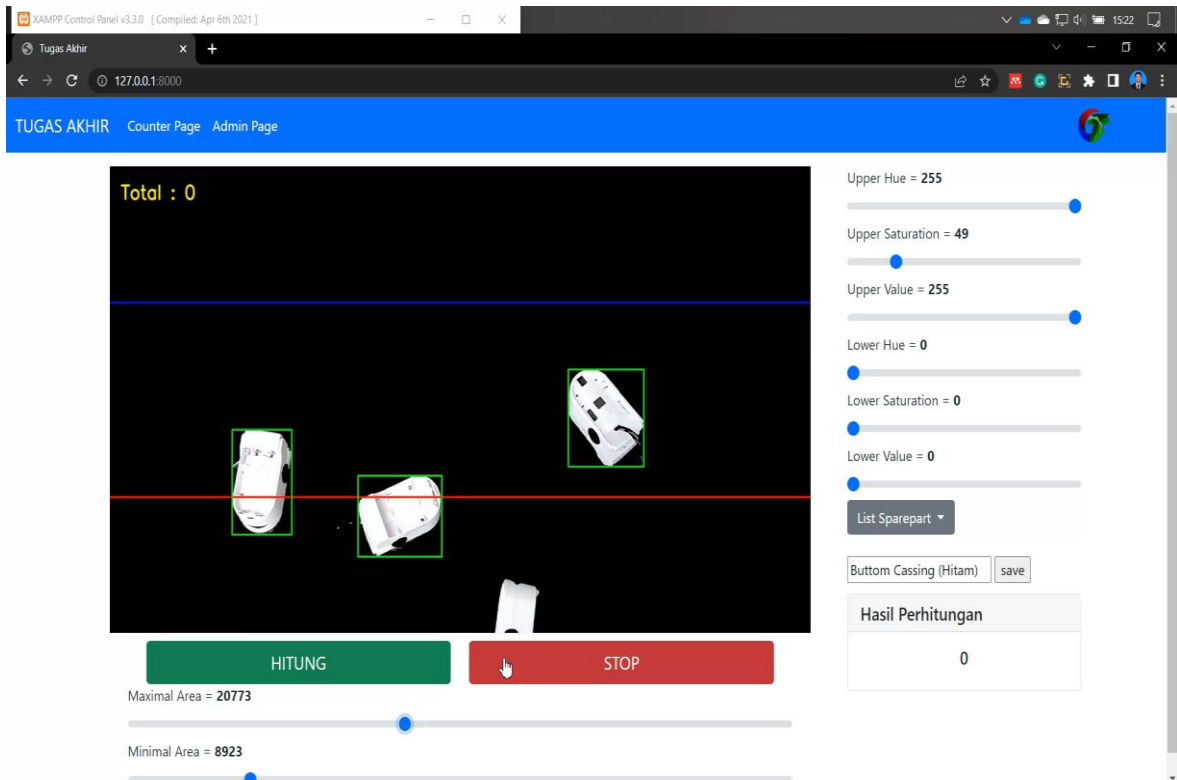 XAMPP Control Panel v3.3.0 [ Compiled: Apr 6th 2021 ]
15:22
Tugas Akhir
127.0.0.1:8000
TUGAS AKHIR Counter Page Admin Page
Total : 0
Upper Hue = 255
Upper Saturation = 49
Upper Value = 255
Lower Hue = 0
Lower Saturation = 0
Lower Value = 0
List Sparepart
Buttom Cassing (Hitam) save
Hasil Perhitungan
0
HITUNG STOP
Maximal Area = 20773
Minimal Area = 8923